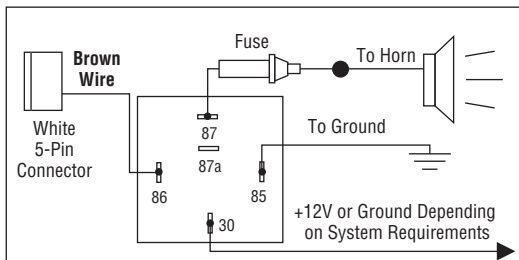 Fuse
To Horn
Brown
Wire
White
5-Pin
Connector
87
87a
86
85
30
To Ground
+12V or Ground Depending
on System Requirements